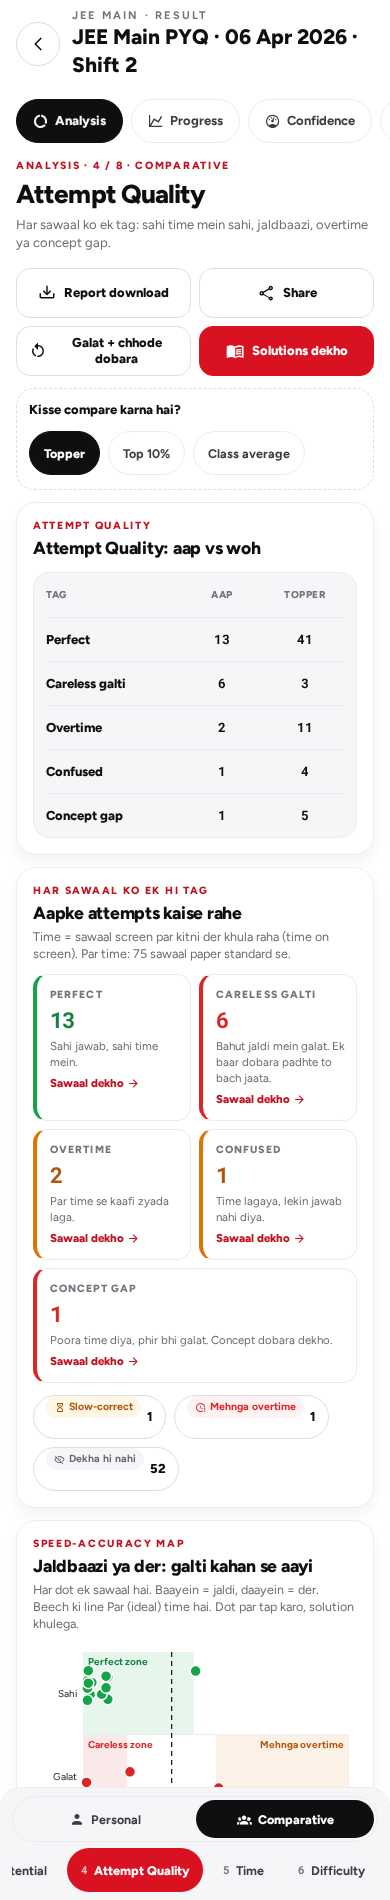 JEE MAIN · RESULT
JEE Main PYQ · 06 Apr 2026 ·
Shift 2
Analysis
Progress
Confidence
ANALYSIS · 4 / 8 · COMPARATIVE
Attempt Quality
Har sawaal ko ek tag: sahi time mein sahi, jaldbaazi, overtime
ya concept gap.
Report download
Share
Galat + chhode
dobara
Solutions dekho
Kisse compare karna hai?
Topper
Top 10%
Class average
ATTEMPT QUALITY
Attempt Quality: aap vs woh
TAG AAP TOPPER
Perfect 13 41
Careless galti 6 3
Overtime 2 11
Confused 1 4
Concept gap 1 5
HAR SAWAAL KO EK HI TAG
Aapke attempts kaise rahe
Time = sawaal screen par kitni der khula raha (time on
screen). Par time: 75 sawaal paper standard se.
PERFECT
13
Sahi jawab, sahi time
mein.
Sawaal dekho →
CARELESS GALTI
6
Bahut jaldi mein galat. Ek
baar dobara padhte to
bach jaata.
Sawaal dekho →
OVERTIME
2
Par time se kaafi zyada
laga.
Sawaal dekho →
CONFUSED
1
Time lagaya, lekin jawab
nahi diya.
Sawaal dekho →
CONCEPT GAP
1
Poora time diya, phir bhi galat. Concept dobara dekho.
Sawaal dekho →
Slow-correct 1
Mehnga overtime 1
Dekha hi nahi 52
SPEED-ACCURACY MAP
Jaldbaazi ya der: galti kahan se aayi
Har dot ek sawaal hai. Baayein = jaldi, daayein = der.
Beech ki line Par (ideal) time hai. Dot par tap karo, solution
khulega.
Perfect zone
Sahi
Careless zone
Mehnga overtime
Galat
Personal
Comparative
tential
4 Attempt Quality
5 Time
6 Difficulty